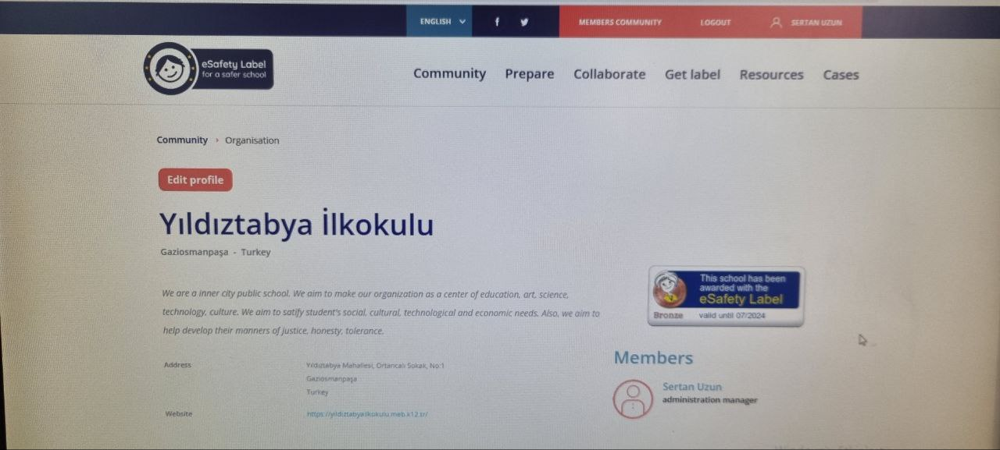 ENGLISH
MEMBERS COMMUNITY
LOGOUT
SERTAN UZUN
eSafety Label
for a safer school
Community Prepare Collaborate Get label Resources Cases
Community › Organisation
Edit profile
Yıldıztabya İlkokulu
Gaziosmanpaşa - Turkey
We are a inner city public school. We aim to make our organization as a center of education, art, science,
technology, culture. We aim to satify student's social, cultural, technological and economic needs. Also, we aim to
help develop their manners of justice, honesty, tolerance.
This school has been
awarded with the
eSafety Label
Bronze valid until 07/2024
Address
Yıldıztabya Mahallesi, Ortancalı Sokak, No:1
Gaziosmanpaşa
Turkey
Website
https://yildiztabyailkokulu.meb.k12.tr/
Members
Sertan Uzun
administration manager